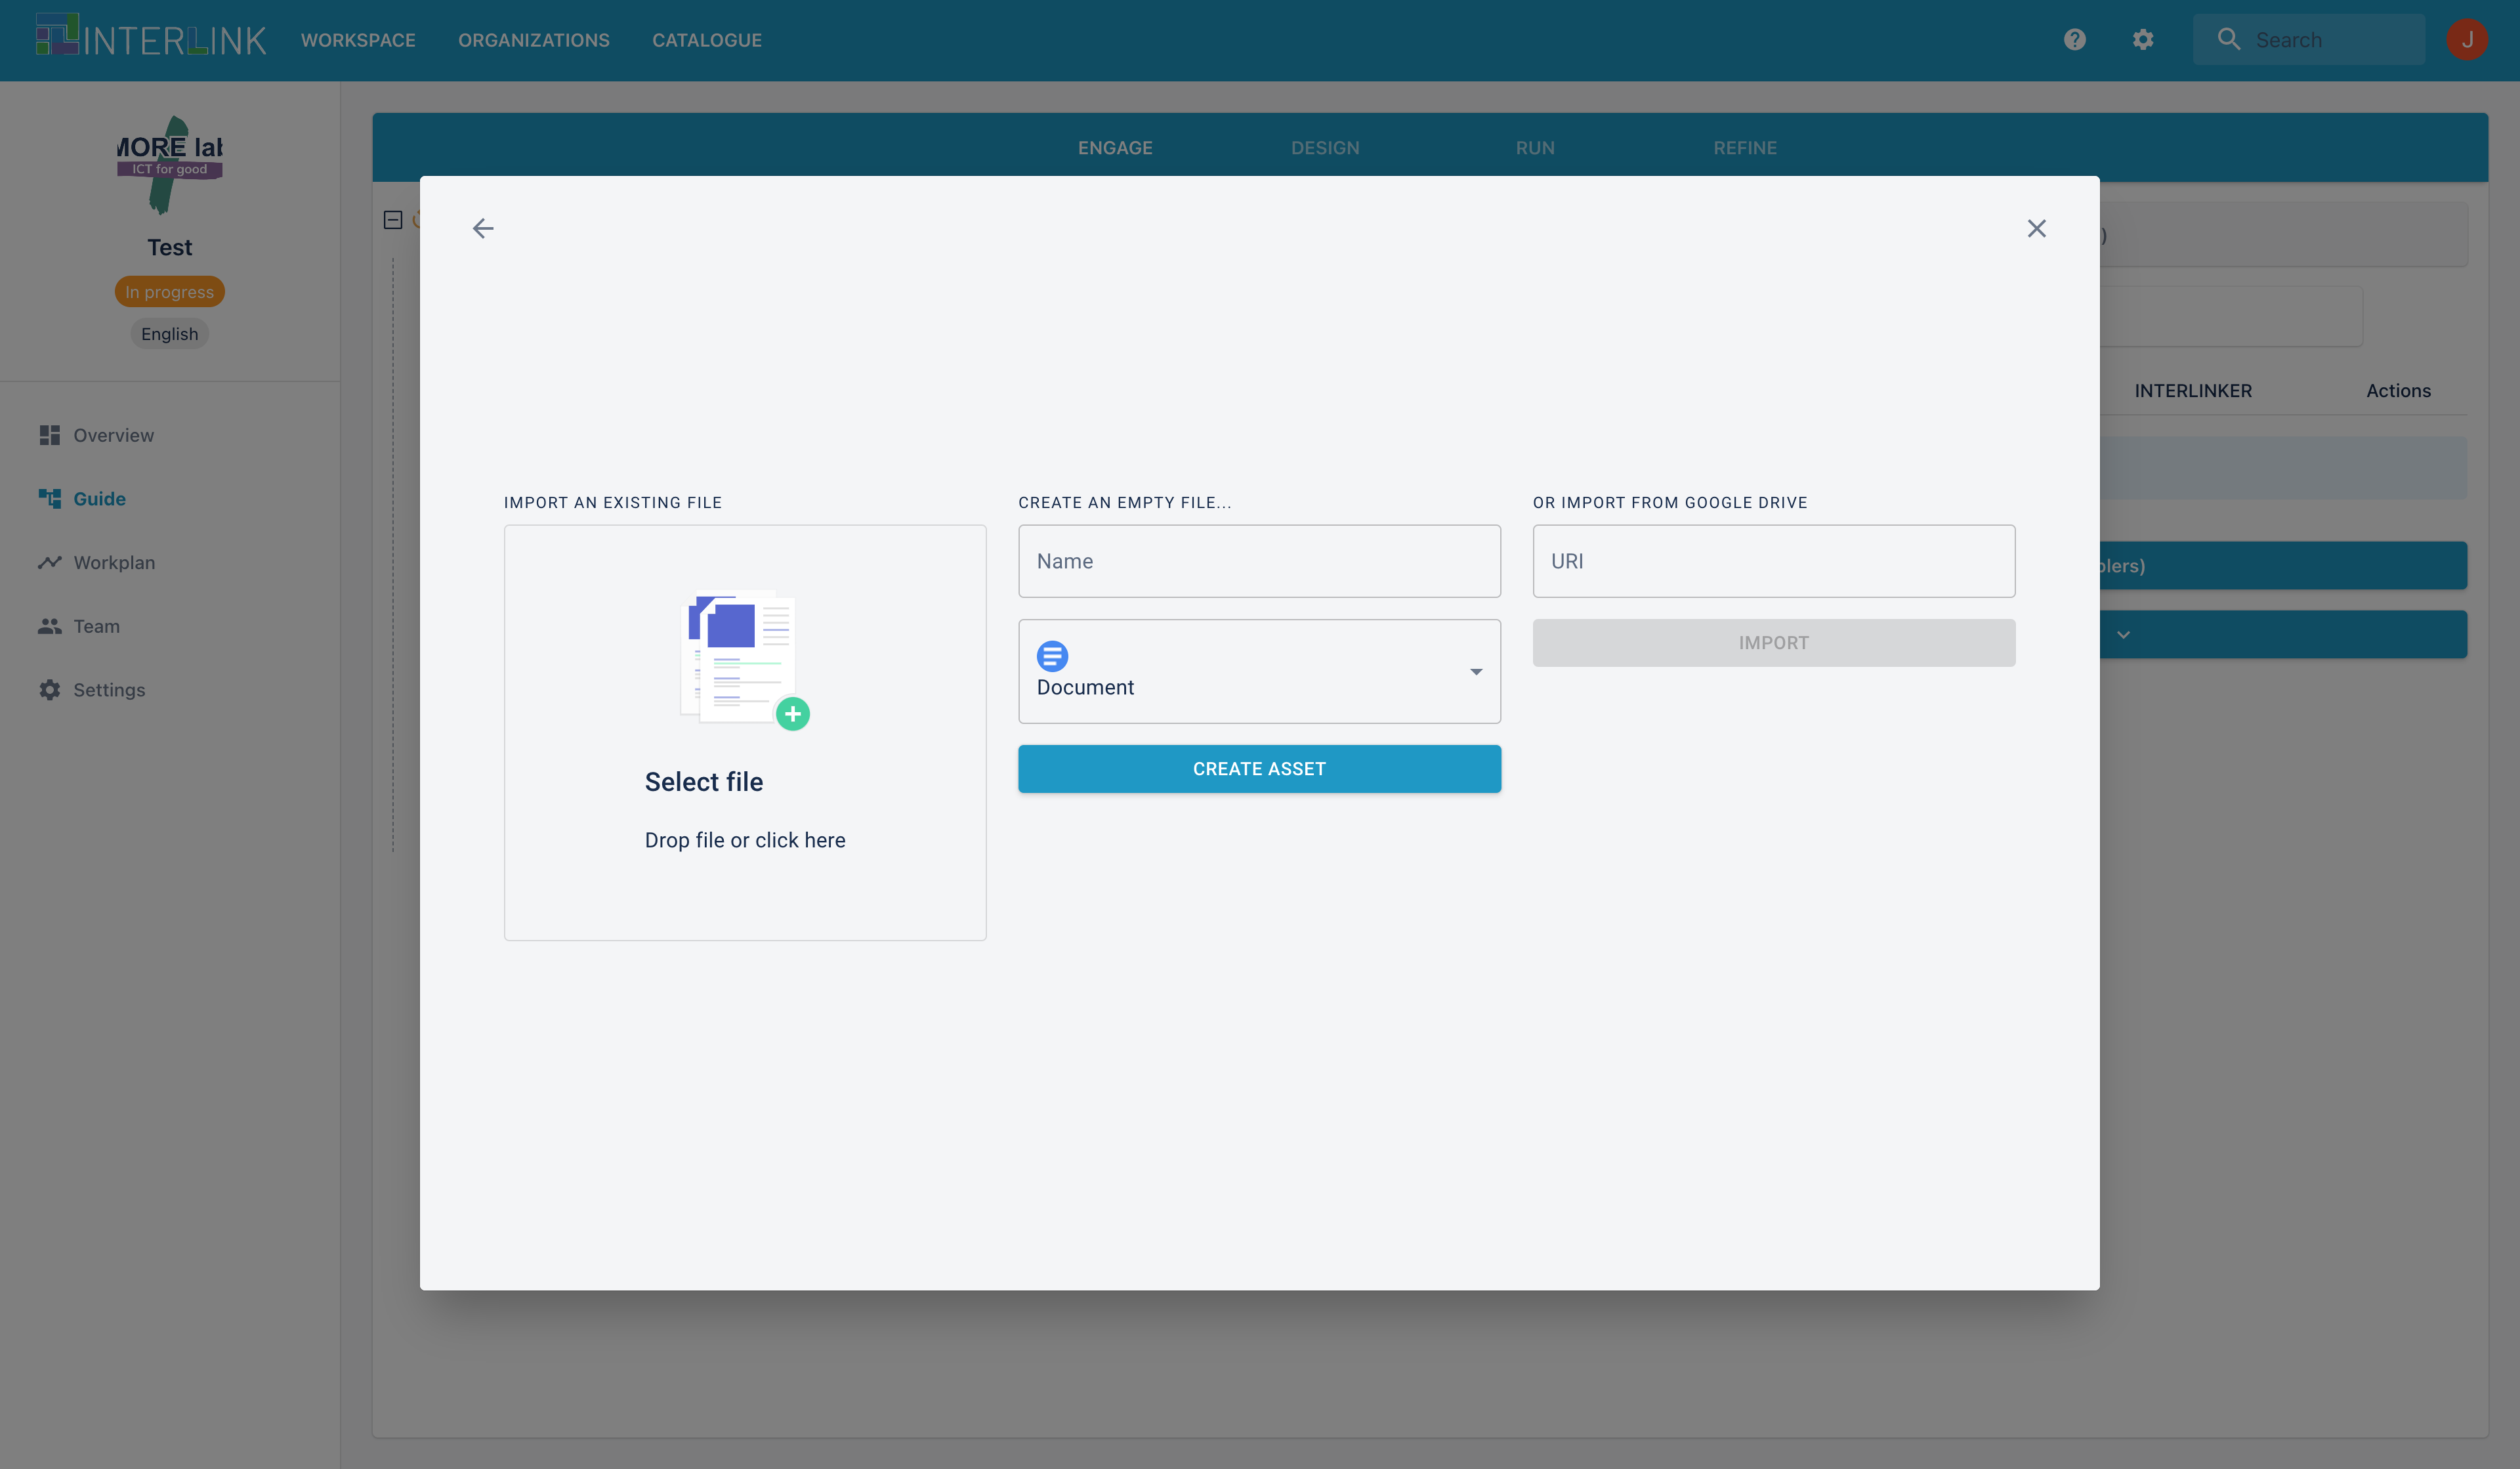 INTERLINK
WORKSPACE
ORGANIZATIONS
CATALOGUE
Search
J
MORE lab
ICT for good
Test
In progress
English
Overview
Guide
Workplan
Team
Settings
ENGAGE
DESIGN
RUN
REFINE
)
INTERLINKER
Actions
blers)
IMPORT AN EXISTING FILE
Select file
Drop file or click here
CREATE AN EMPTY FILE...
Name
Document
CREATE ASSET
OR IMPORT FROM GOOGLE DRIVE
URI
IMPORT